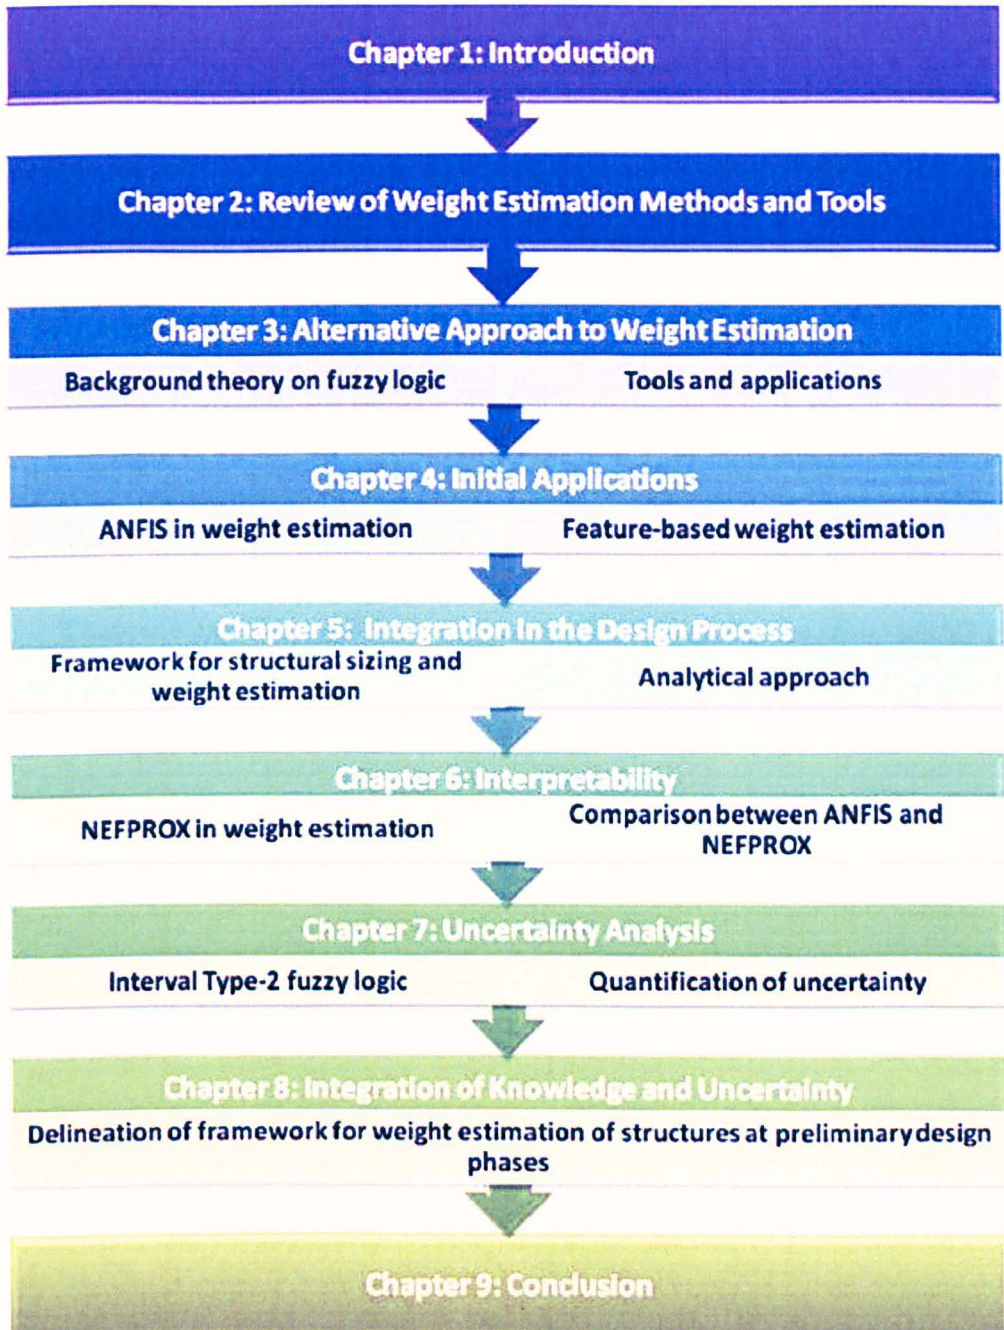 Chapter 1: Introduction
Chapter 2: Review of Weight Estimation Methods and Tools
Chapter 3: Alternative Approach to Weight Estimation
Background theory on fuzzy logic
Tools and applications
Chapter 4: Initial Applications
ANFIS in weight estimation
Feature-based weight estimation
Chapter 5: Integration in the Design Process
Framework for structural sizing and
weight estimation
Analytical approach
Chapter 6: Interpretability
NEFPROX in weight estimation
Comparison between ANFIS and
NEFPROX
Chapter 7: Uncertainty Analysis
Interval Type-2 fuzzy logic
Quantification of uncertainty
Chapter 8: Integration of Knowledge and Uncertainty
Delineation of framework for weight estimation of structures at preliminary design
phases
Chapter 9: Conclusion